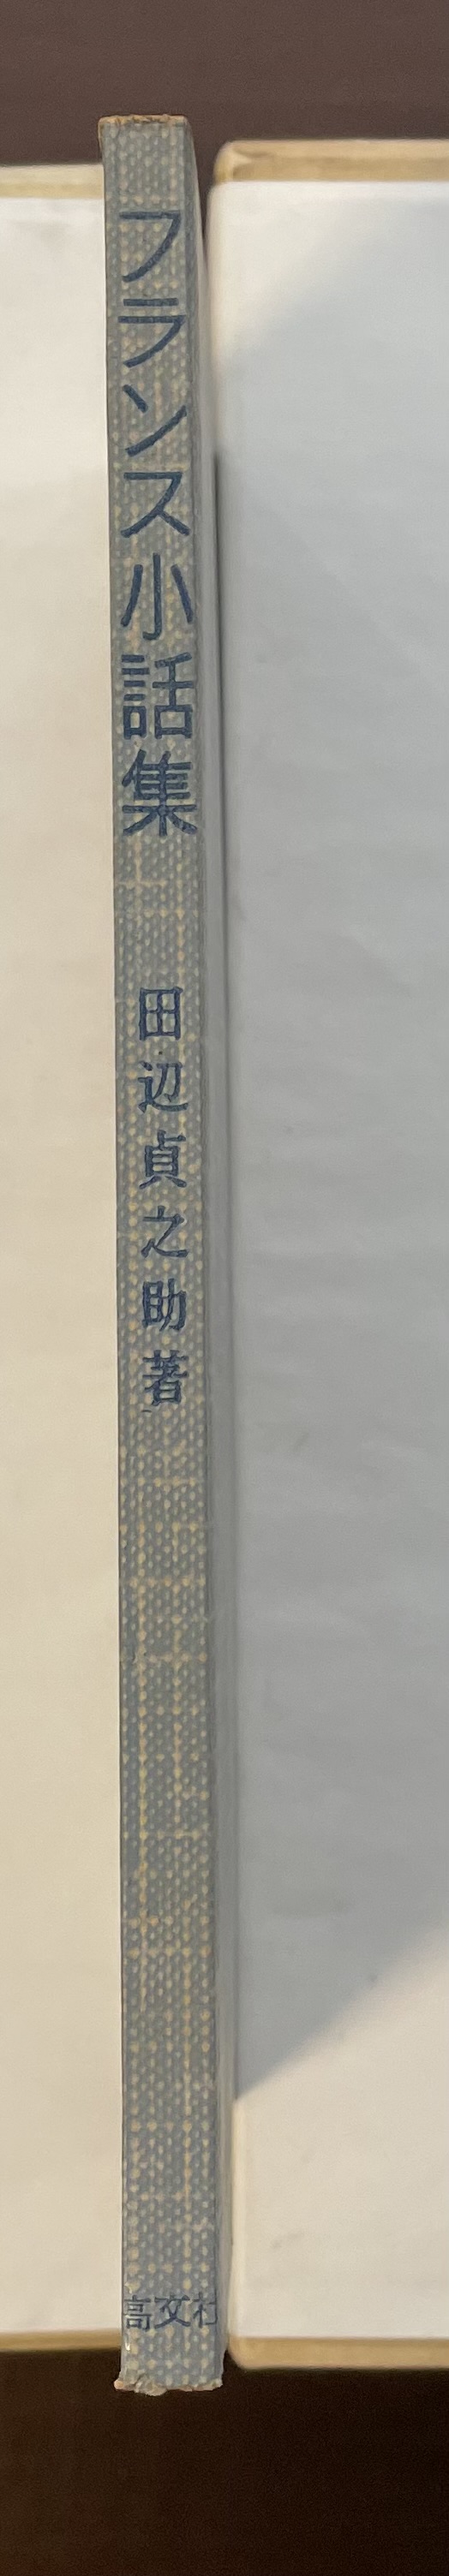 フランス小話集
田辺貞之助著
高文社